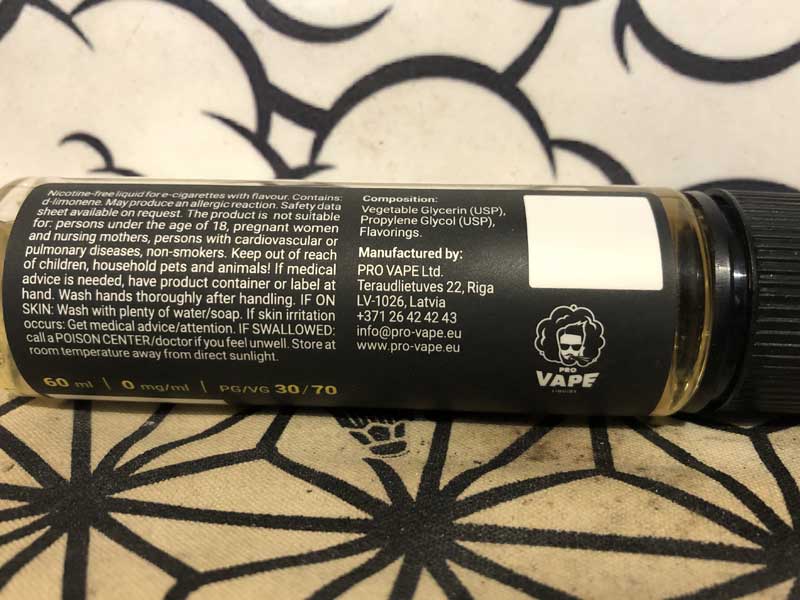 Nicotine-free liquid for e-cigarettes with flavour. Contains:
d-limonene. May produce an allergic reaction. Safety data
sheet available on request. The product is not suitable
for: persons under the age of 18, pregnant women
and nursing mothers, persons with cardiovascular or
pulmonary diseases, non-smokers. Keep out of reach
of children, household pets and animals! If medical
advice is needed, have product container or label at
hand. Wash hands thoroughly after handling. IF ON
SKIN: Wash with plenty of water/soap. If skin irritation
occurs: Get medical advice/attention. IF SWALLOWED:
call a POISON CENTER/doctor if you feel unwell. Store at
room temperature away from direct sunlight.
60 ml | 0 mg/ml | PG/VG 30/70
Composition:
Vegetable Glycerin (USP),
Propylene Glycol (USP),
Flavorings.
Manufactured by:
PRO VAPE Ltd.
Teraudlietuves 22, Riga
LV-1026, Latvia
+371 26 42 42 43
info@pro-vape.eu
www.pro-vape.eu
PRO
VAPE
LIQUIDS